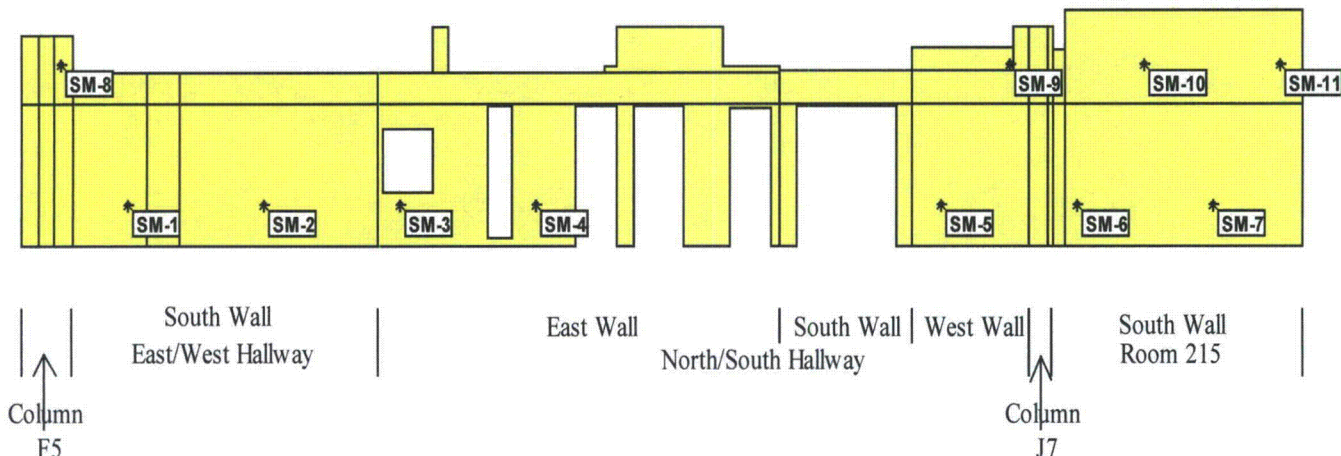 SM-8
SM-9
SM-10
SM-11
SM-1
SM-2
SM-3
SM-4
SM-5
SM-6
SM-7
South Wall
East/West Hallway
East Wall
South Wall
North/South Hallway
West Wall
South Wall
Room 215
Column
F5
Column
J7